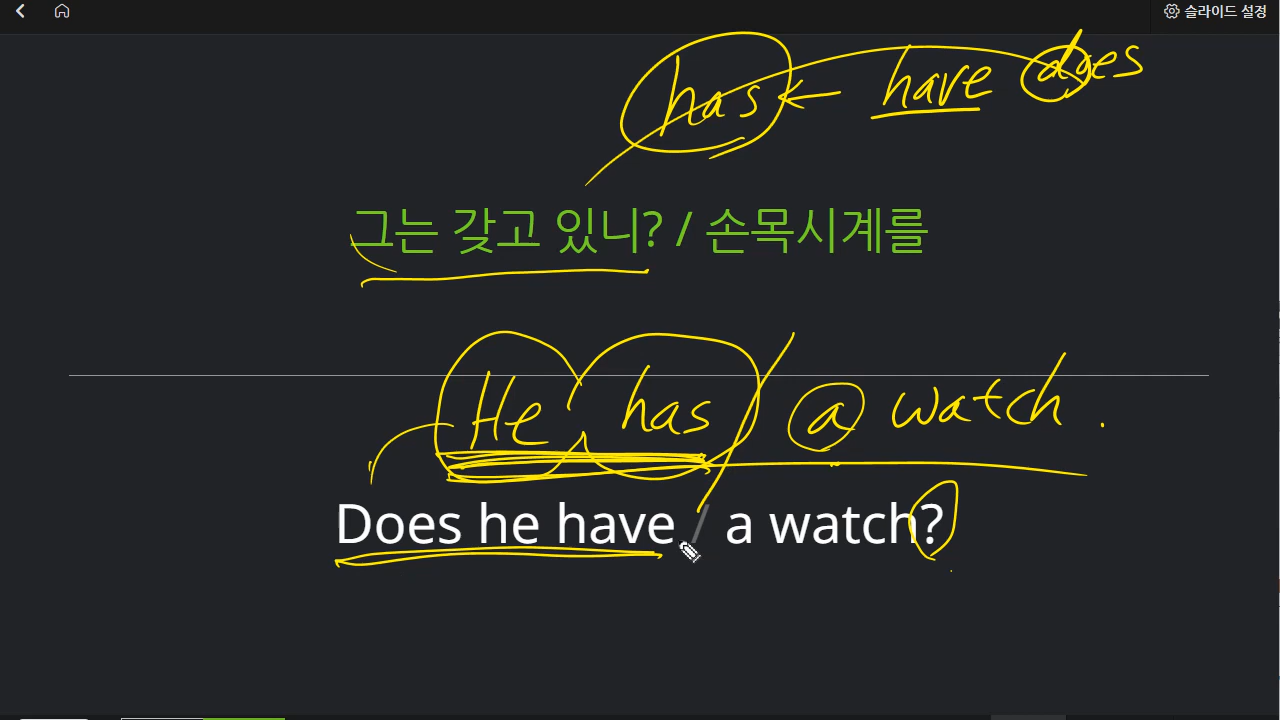 슬라이드 설정
has ← have does
그는 갖고 있니? / 손목시계를
He has / a watch.
Does he have / a watch?